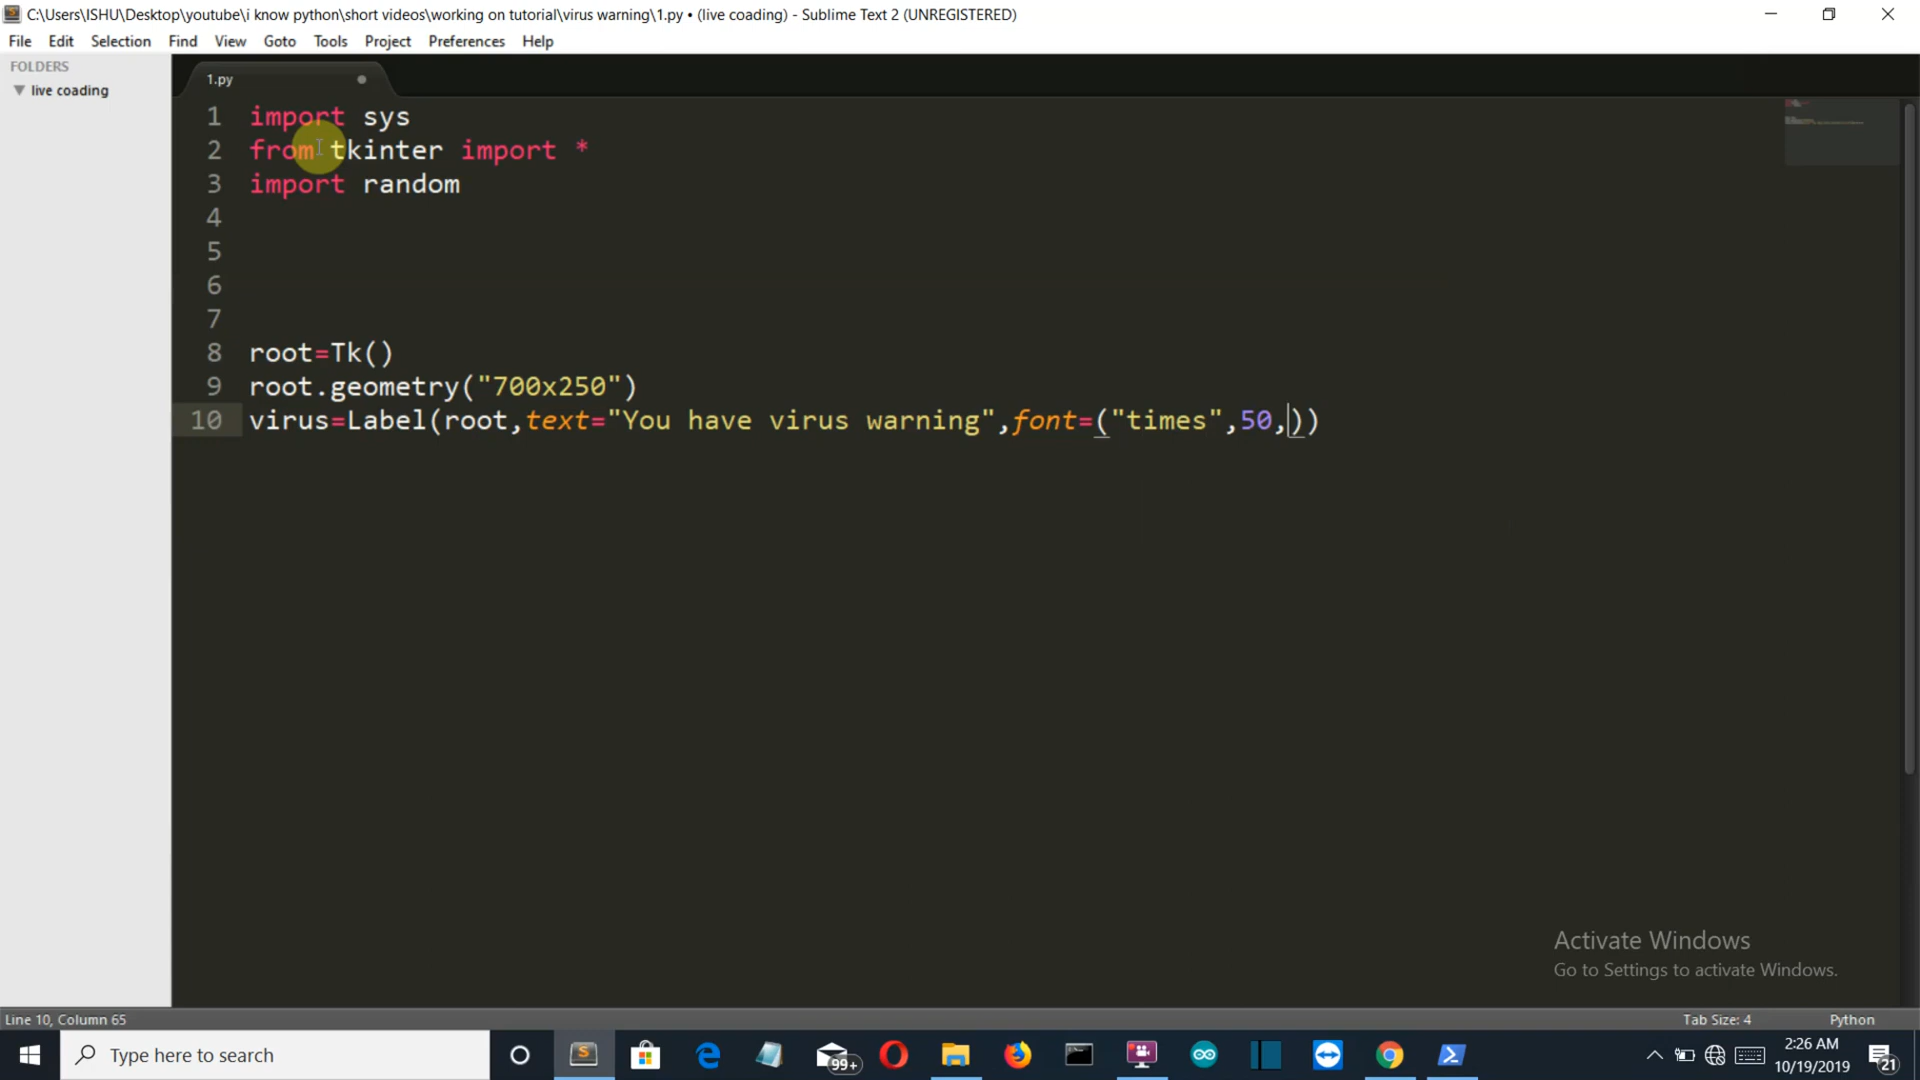 C:\Users\ISHU\Desktop\youtube\i know python\short videos\working on tutorial\virus warning\1.py • (live coading) - Sublime Text 2 (UNREGISTERED)
File Edit Selection Find View Goto Tools Project Preferences Help
FOLDERS
live coading
1.py
1 import sys
2 from tkinter import *
3 import random
4
5
6
7
8 root=Tk()
9 root.geometry("700x250")
10 virus=Label(root,text="You have virus warning",font=("times",50,))
Activate Windows
Go to Settings to activate Windows.
Line 10, Column 65 Tab Size: 4 Python
Type here to search
99+
2:26 AM
10/19/2019
21